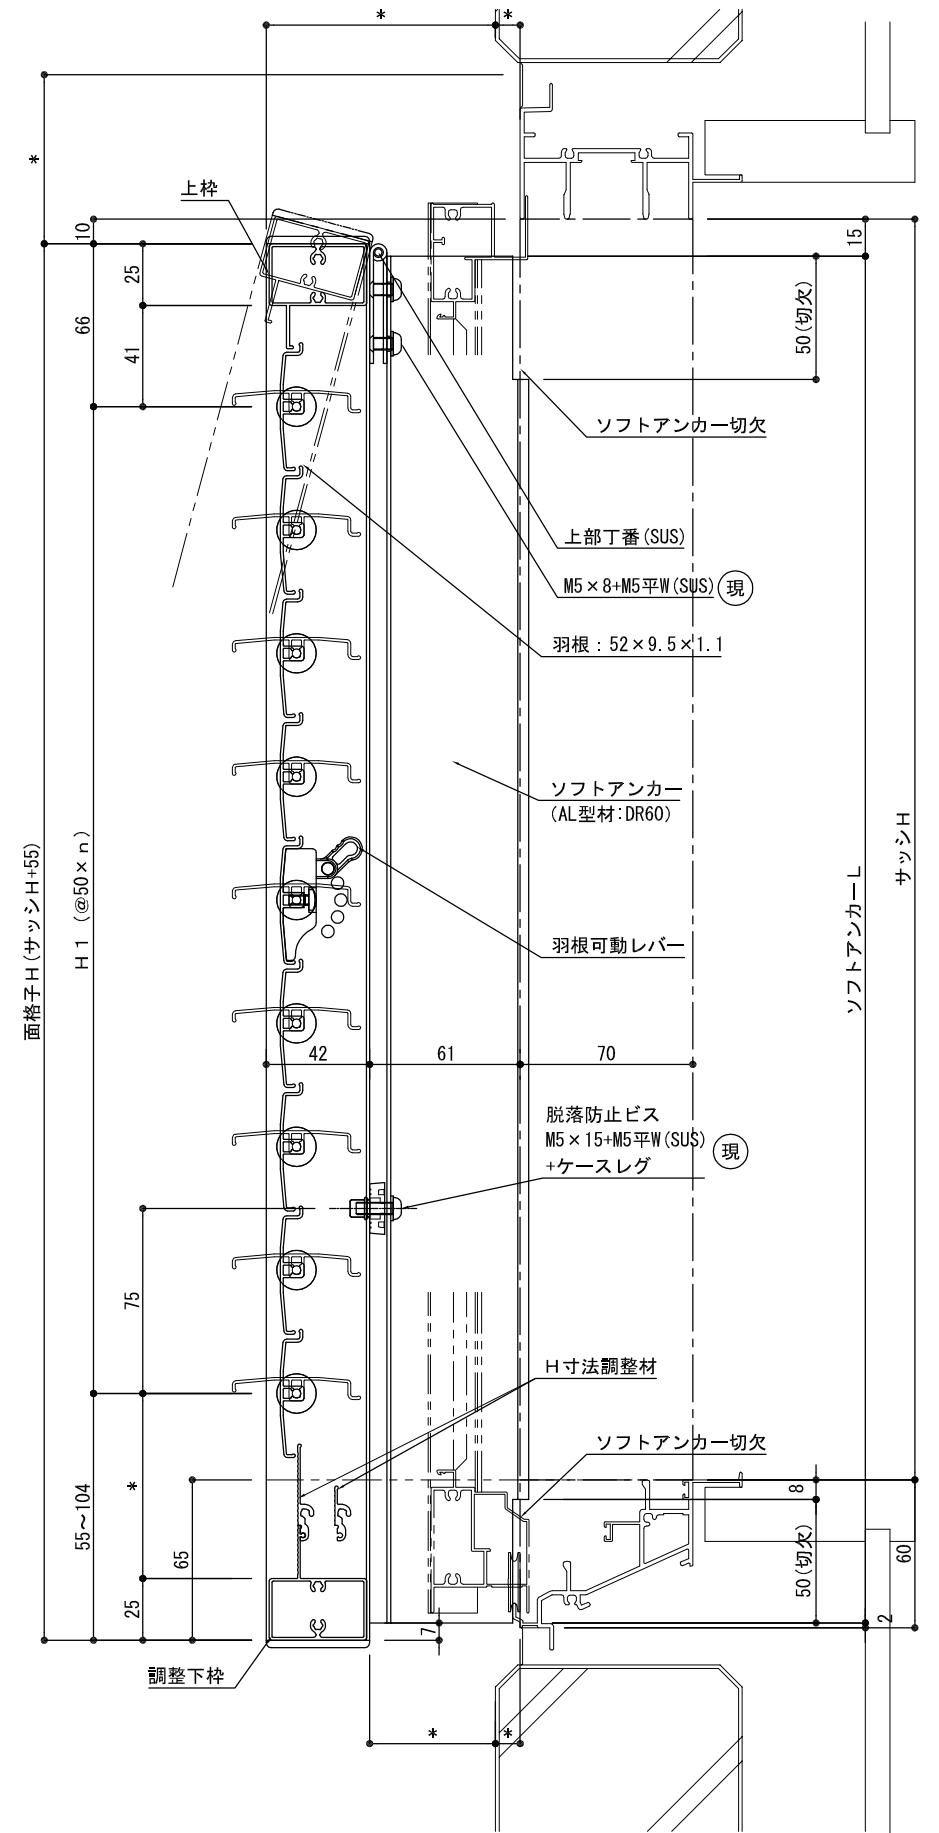 *
*
*
上枠
10
25
66
41
15
50(切欠)
ソフトアンカー切欠
上部丁番(SUS)
M5×8+M5平W(SUS) 現
羽根：52×9.5×1.1
ソフトアンカー
(AL型材:DR60)
面格子H(サッシH+55)
H1 (@50×n)
サッシH
ソフトアンカーL
羽根可動レバー
42
61
70
脱落防止ビス
M5×15+M5平W(SUS) 現
+ケースレグ
75
H寸法調整材
ソフトアンカー切欠
*
55~104
65
25
8
50(切欠)
60
2
7
調整下枠
*
*